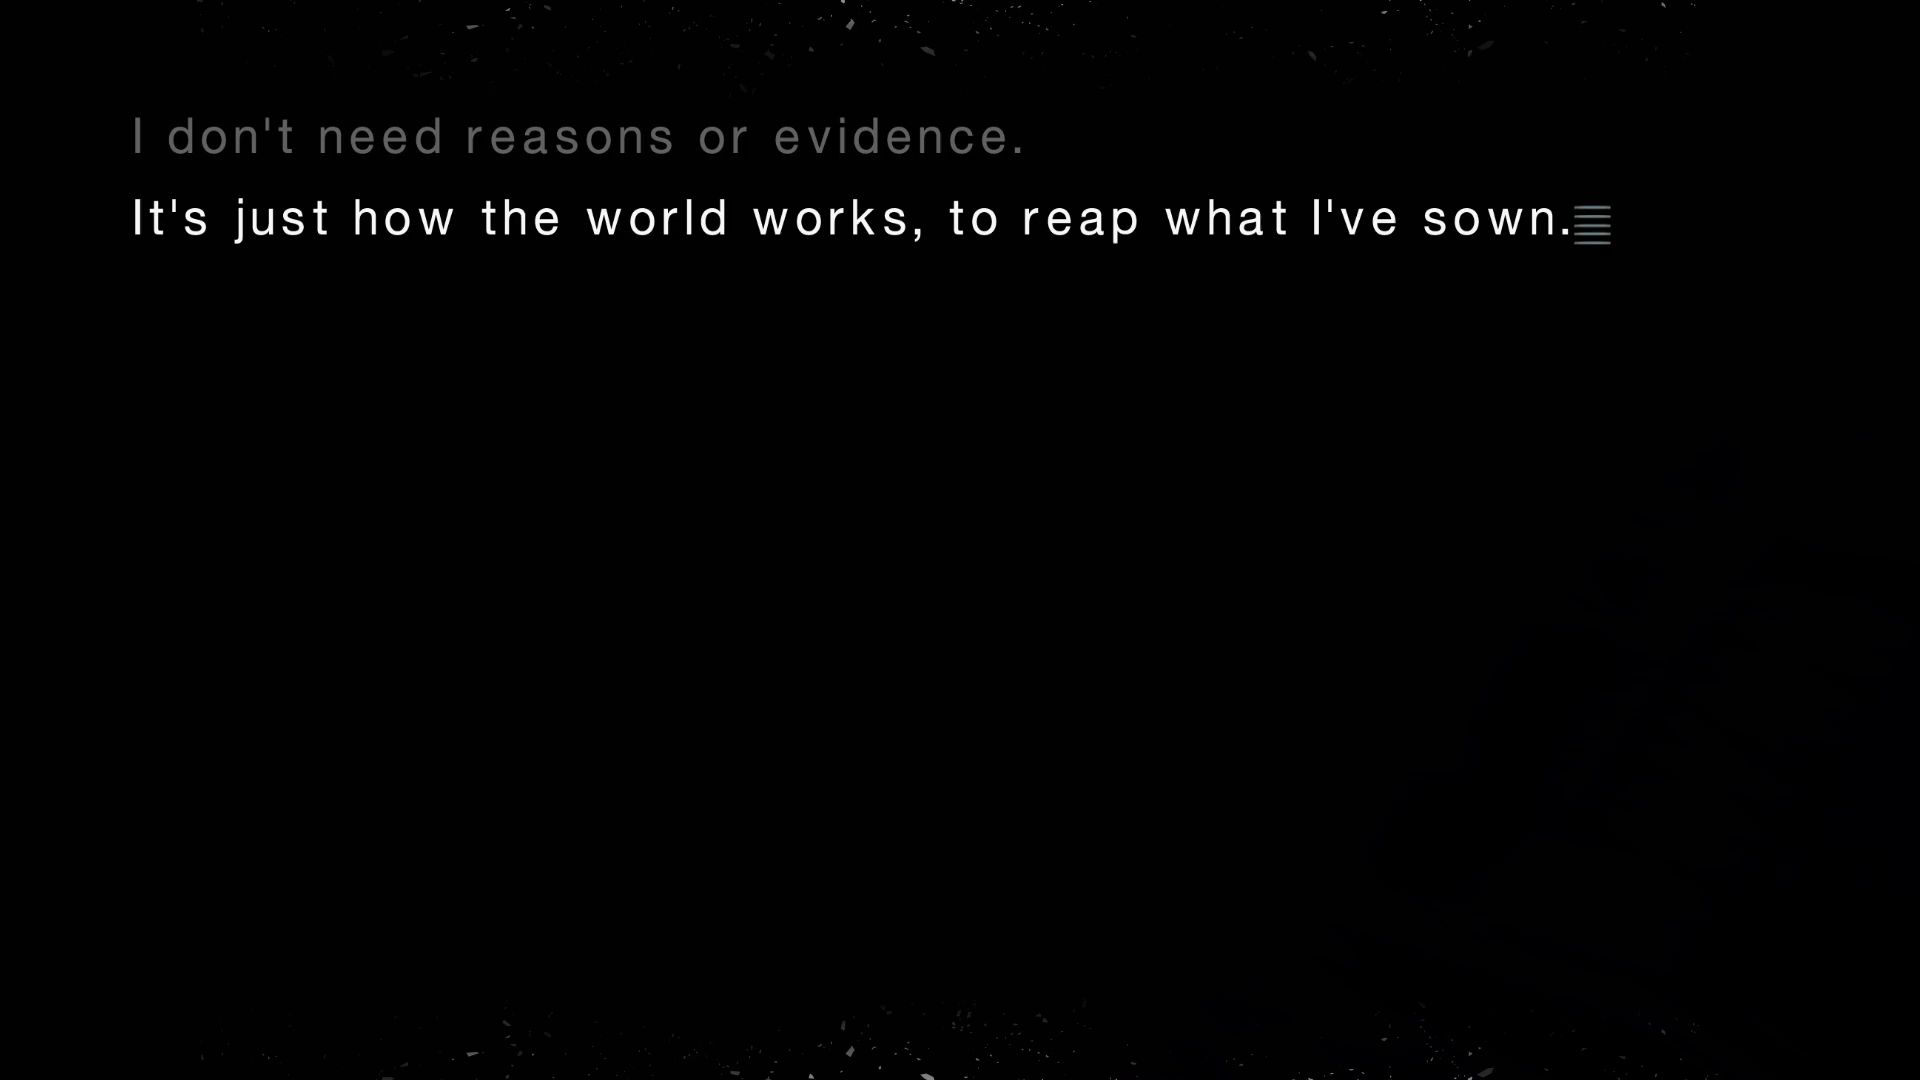 I don't need reasons or evidence.
It's just how the world works, to reap what I've sown.